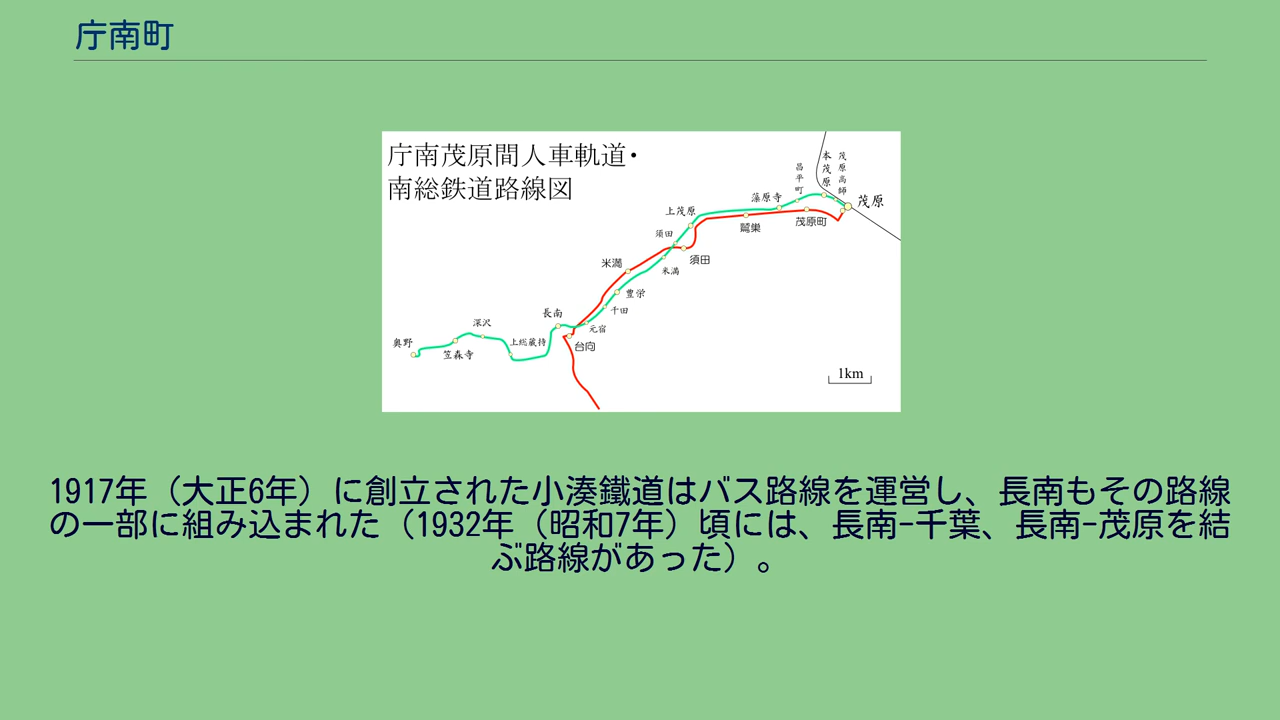 庁南町
庁南茂原間人車軌道・
南総鉄道路線図
本茂原
茂原高師
昌平町
茂原
藻原寺
上茂原
茂原町
鷲巣
須田
須田
米満
米満
豊栄
千田
長南
元宿
深沢
上総蔵持
奥野
笠森寺
台向
1km
1917年（大正6年）に創立された小湊鐵道はバス路線を運営し、長南もその路線
の一部に組み込まれた（1932年（昭和7年）頃には、長南-千葉、長南-茂原を結
ぶ路線があった）。